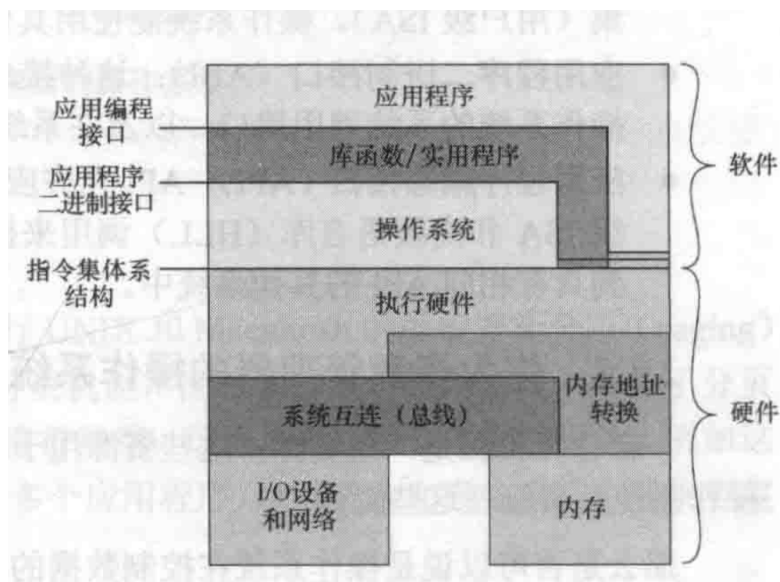 应用程序
应用编程
接口
库函数/实用程序
软件
应用程序
二进制接口
操作系统
指令集体系
结构
执行硬件
内存地址
转换
硬件
系统互连（总线）
I/O设备
和网络
内存